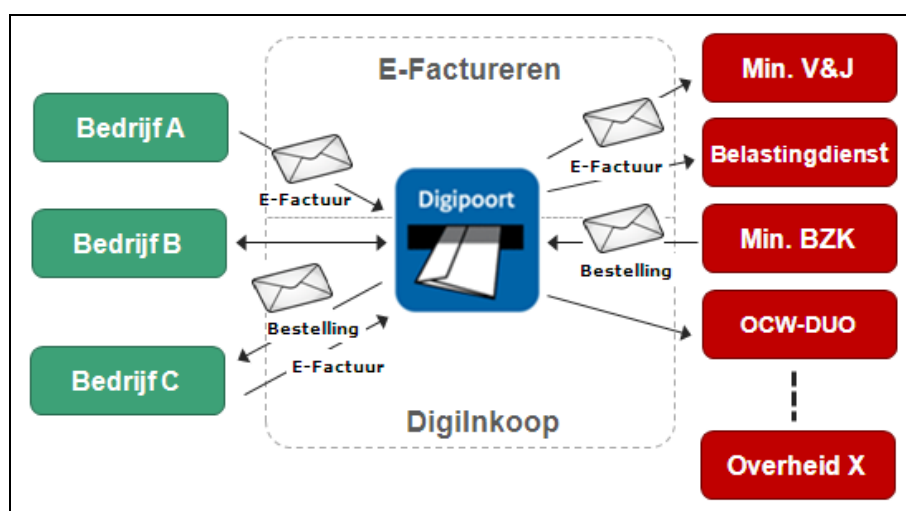 E-Factureren
Min. V&J
Bedrijf A
E-Factuur
E-Factuur
Belastingdienst
Digipoort
Bedrijf B
Min. BZK
Bestelling
Bestelling
OCW-DUO
E-Factuur
Bedrijf C
DigiInkoop
Overheid X